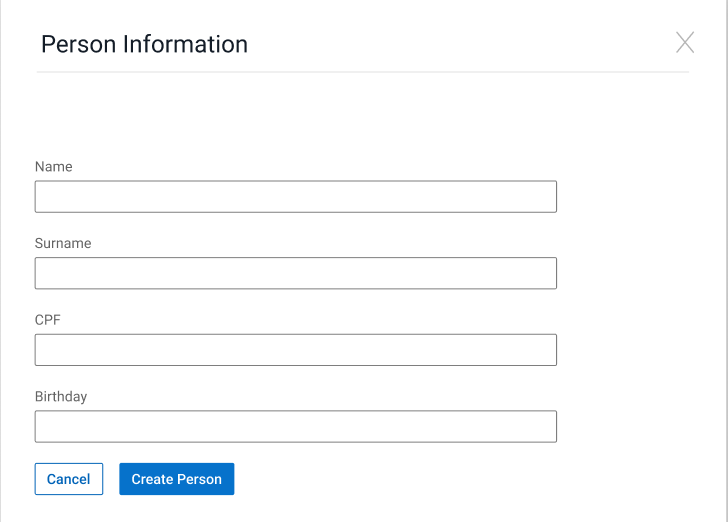 Person Information
Name
Surname
CPF
Birthday
Cancel
Create Person